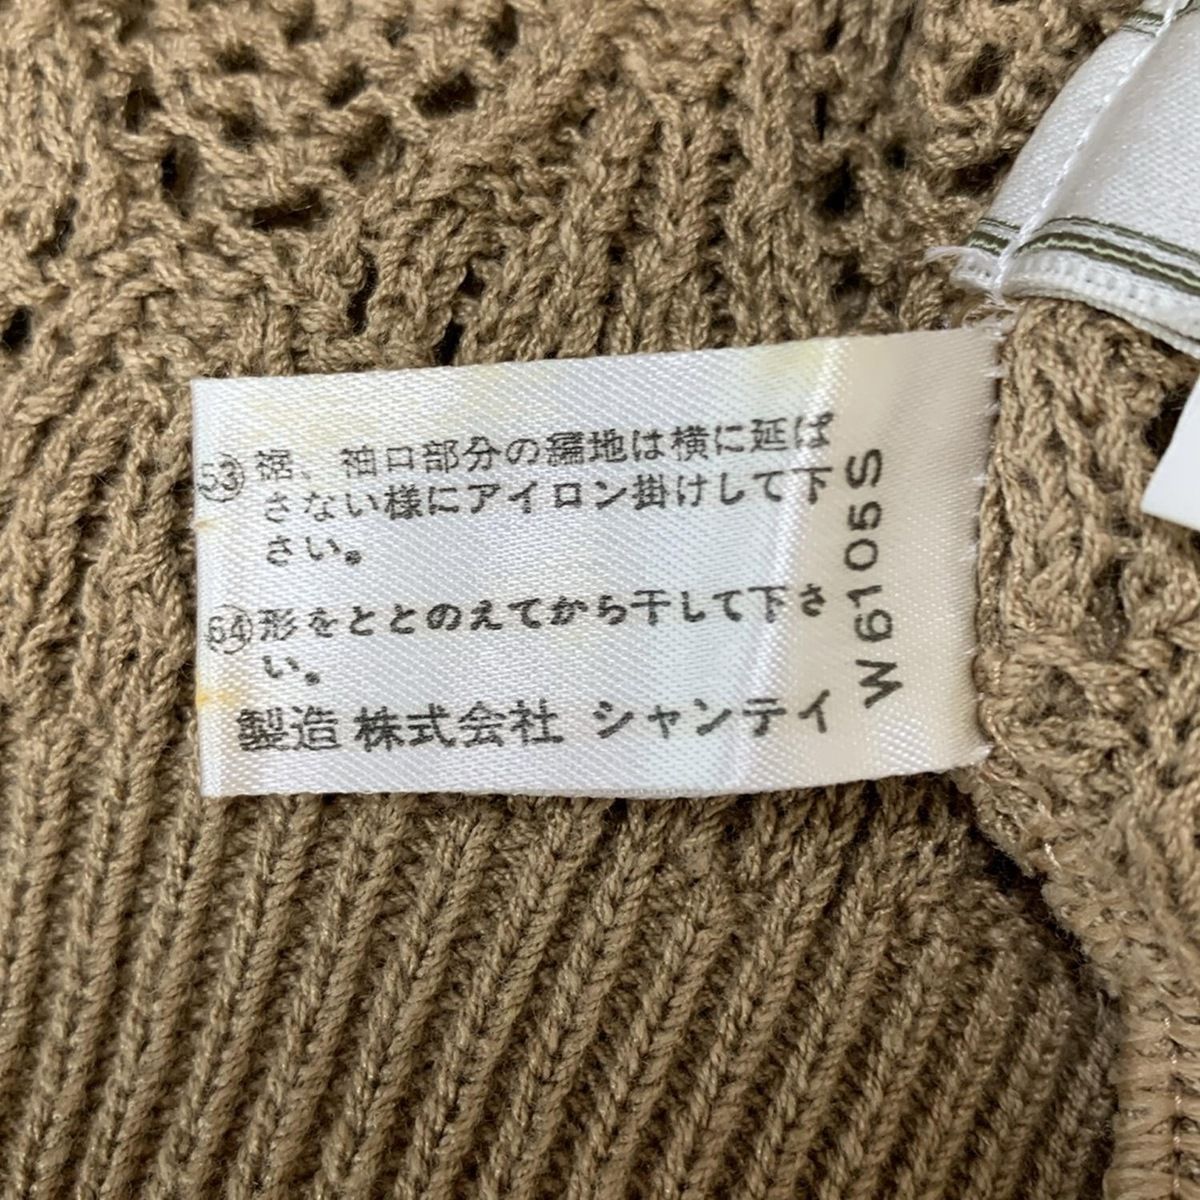 ㊿53 裾、袖口部分の編地は横に延ば
さない様にアイロン掛けして下
さい。
64 形をととのえてから干して下さ
い。
製造 株式会社 シャンテイ
W6105S